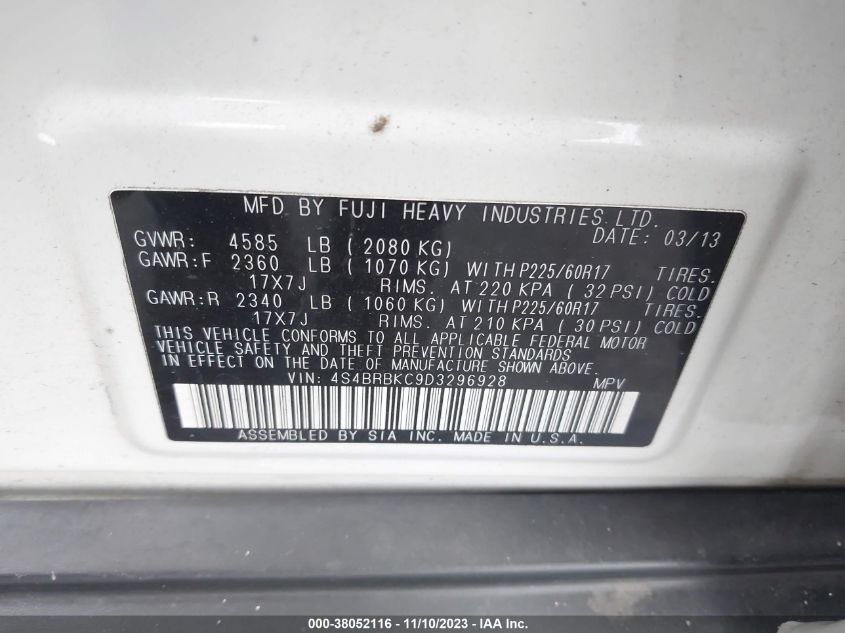 MFD BY FUJI HEAVY INDUSTRIES LTD.
DATE: 03/13
GVWR: 4585 LB ( 2080 KG)
GAWR:F 2360 LB ( 1070 KG) WITH P225/60R17 TIRES.
17X7J RIMS. AT 220 KPA ( 32 PSI) COLD
GAWR:R 2340 LB ( 1060 KG) WITH P225/60R17 TIRES.
17X7J RIMS. AT 210 KPA ( 30 PSI) COLD
THIS VEHICLE CONFORMS TO ALL APPLICABLE FEDERAL MOTOR
VEHICLE SAFETY AND THEFT PREVENTION STANDARDS
IN EFFECT ON THE DATE OF MANUFACTURE SHOWN ABOVE.
VIN: 4S4BRBKC9D3296928 MPV
ASSEMBLED BY SIA INC. MADE IN U.S.A.
000-38052116 - 11/10/2023 - IAA Inc.